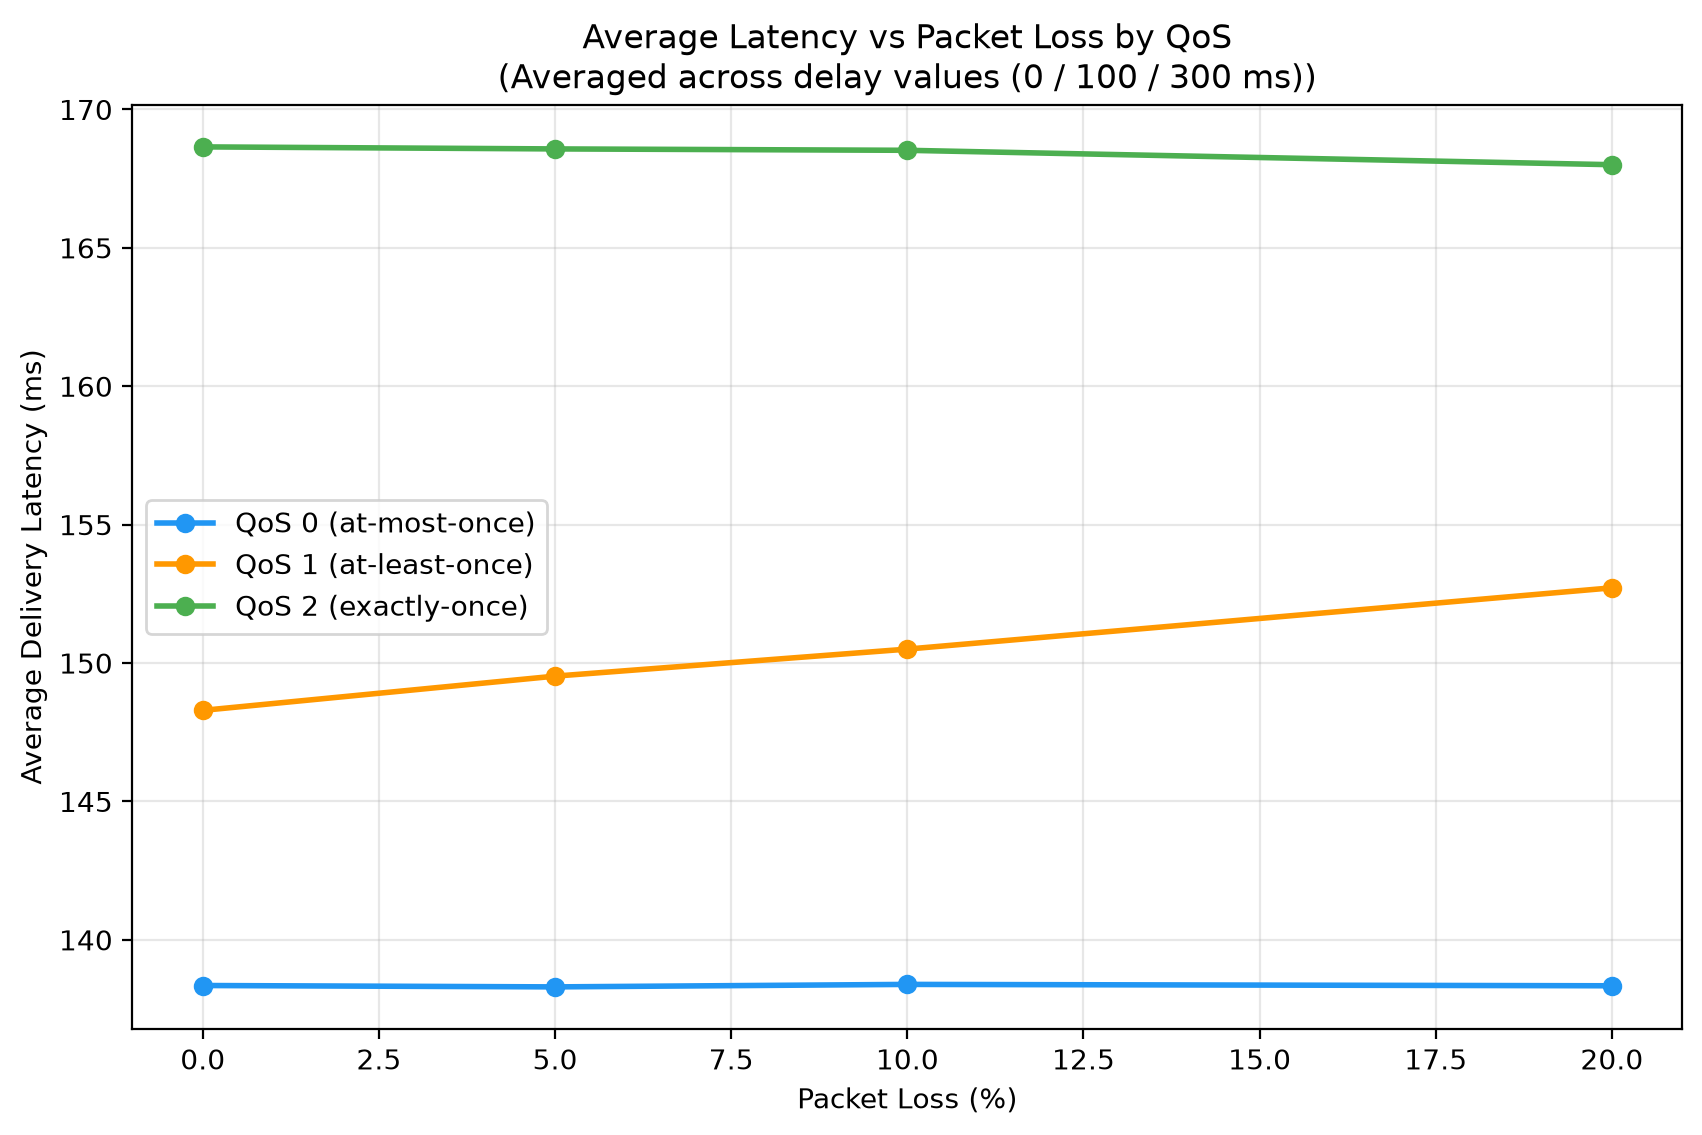 Average Latency vs Packet Loss by QoS
(Averaged across delay values (0 / 100 / 300 ms))
Average Delivery Latency (ms)
170
165
160
155
150
145
140
QoS 0 (at-most-once)
QoS 1 (at-least-once)
QoS 2 (exactly-once)
0.0 2.5 5.0 7.5 10.0 12.5 15.0 17.5 20.0
Packet Loss (%)